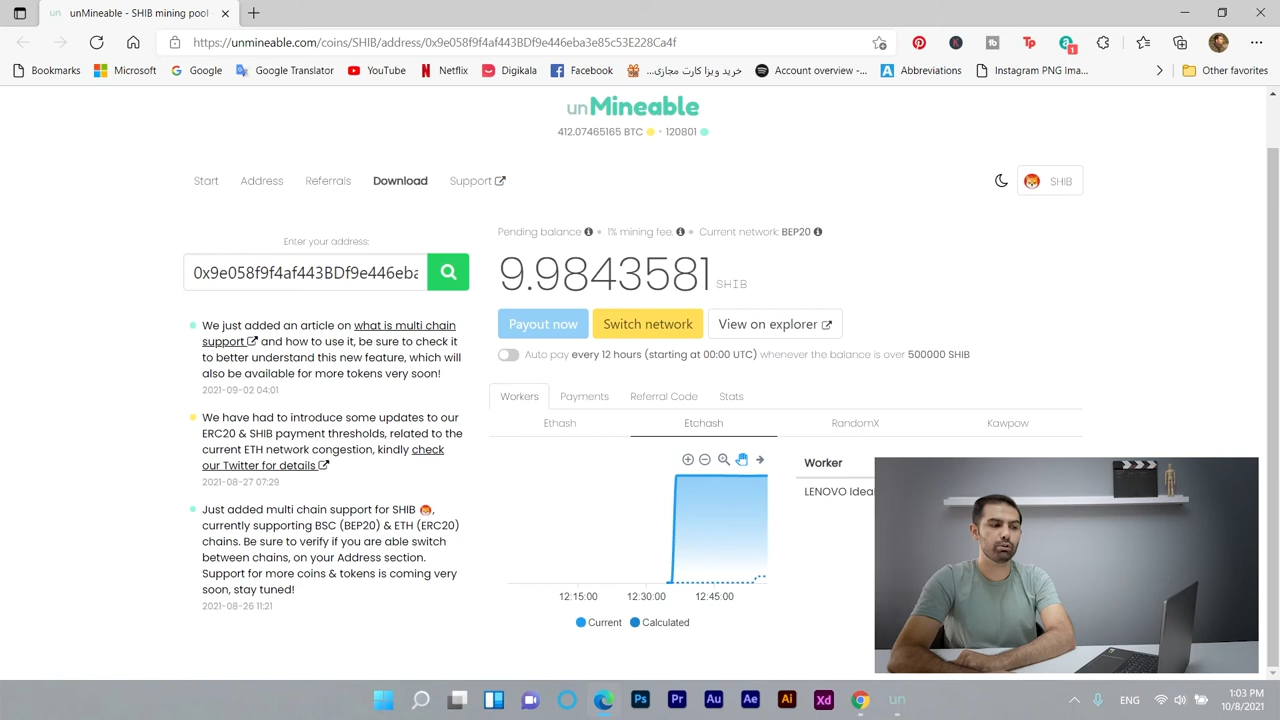 unMineable - SHIB mining pool
https://unmineable.com/coins/SHIB/address/0x9e058f9f4af443BDf9e446eba3e85c53E228Ca4f
1
Bookmarks
Microsoft
Google
Google Translator
YouTube
Netflix
Digikala
Facebook
خرید ویزا کارت مجازی...
Account overview -...
Abbreviations
Instagram PNG Ima...
Other favorites
unMineable
412.07465165 BTC • 120801
Start
Address
Referrals
Download
Support
SHIB
Enter your address:
0x9e058f9f4af443BDf9e446eba
We just added an article on what is multi chain
support and how to use it, be sure to check it
to better understand this new feature, which will
also be available for more tokens very soon!
2021-09-02 04:01
We have had to introduce some updates to our
ERC20 & SHIB payment thresholds, related to the
current ETH network congestion, kindly check
our Twitter for details
2021-08-27 07:29
Just added multi chain support for SHIB ,
currently supporting BSC (BEP20) & ETH (ERC20)
chains. Be sure to verify if you are able switch
between chains, on your Address section.
Support for more coins & tokens is coming very
soon, stay tuned!
2021-08-26 11:21
Pending balance • 1% mining fee. • Current network: BEP20
9.9843581 SHIB
Payout now
Switch network
View on explorer
Auto pay every 12 hours (starting at 00:00 UTC) whenever the balance is over 500000 SHIB
Workers
Payments
Referral Code
Stats
Ethash
Etchash
RandomX
Kawpow
Worker
LENOVO Idea
12:15:00
12:30:00
12:45:00
Current
Calculated
Ps
Pr
Au
Ae
Ai
Xd
un
ENG
1:03 PM
10/8/2021